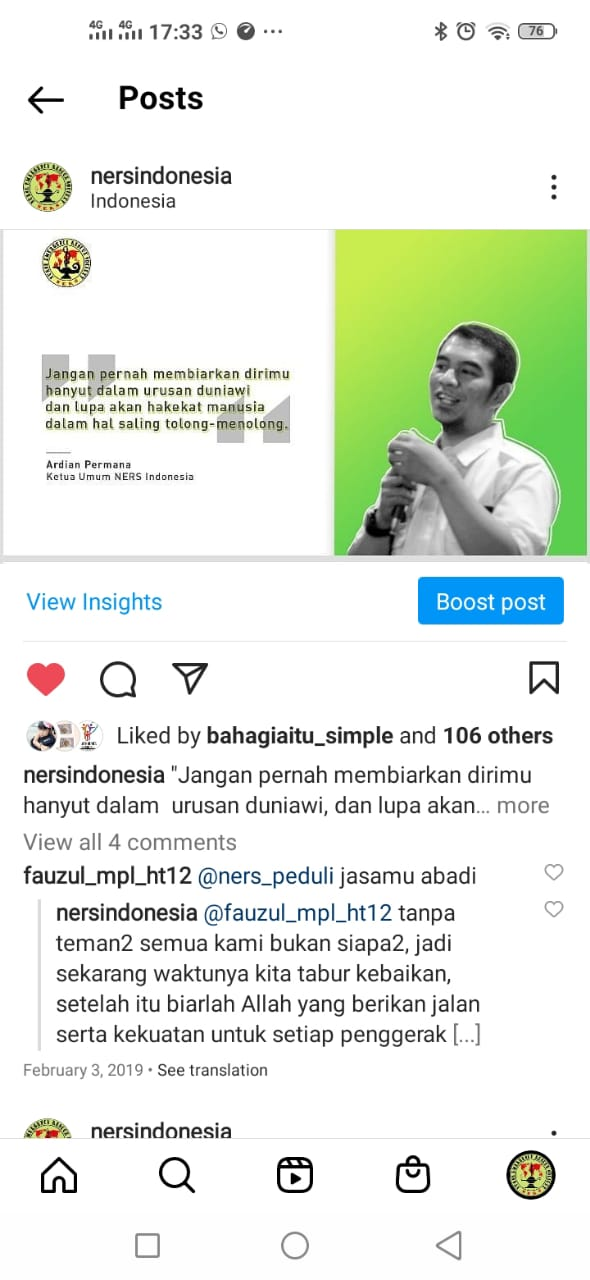 4G 4G 17:33 76
Posts
nersindonesia
Indonesia
Jangan pernah membiarkan dirimu
hanyut dalam urusan duniawi
dan lupa akan hakekat manusia
dalam hal saling tolong-menolong.
Ardian Permana
Ketua Umum NERS Indonesia
View Insights
Boost post
Liked by bahagiaitu_simple and 106 others
nersindonesia "Jangan pernah membiarkan dirimu
hanyut dalam urusan duniawi, dan lupa akan... more
View all 4 comments
fauzul_mpl_ht12 @ners_peduli jasamu abadi
nersindonesia @fauzul_mpl_ht12 tanpa
teman2 semua kami bukan siapa2, jadi
sekarang waktunya kita tabur kebaikan,
setelah itu biarlah Allah yang berikan jalan
serta kekuatan untuk setiap penggerak [...]
February 3, 2019 • See translation
nersindonesia